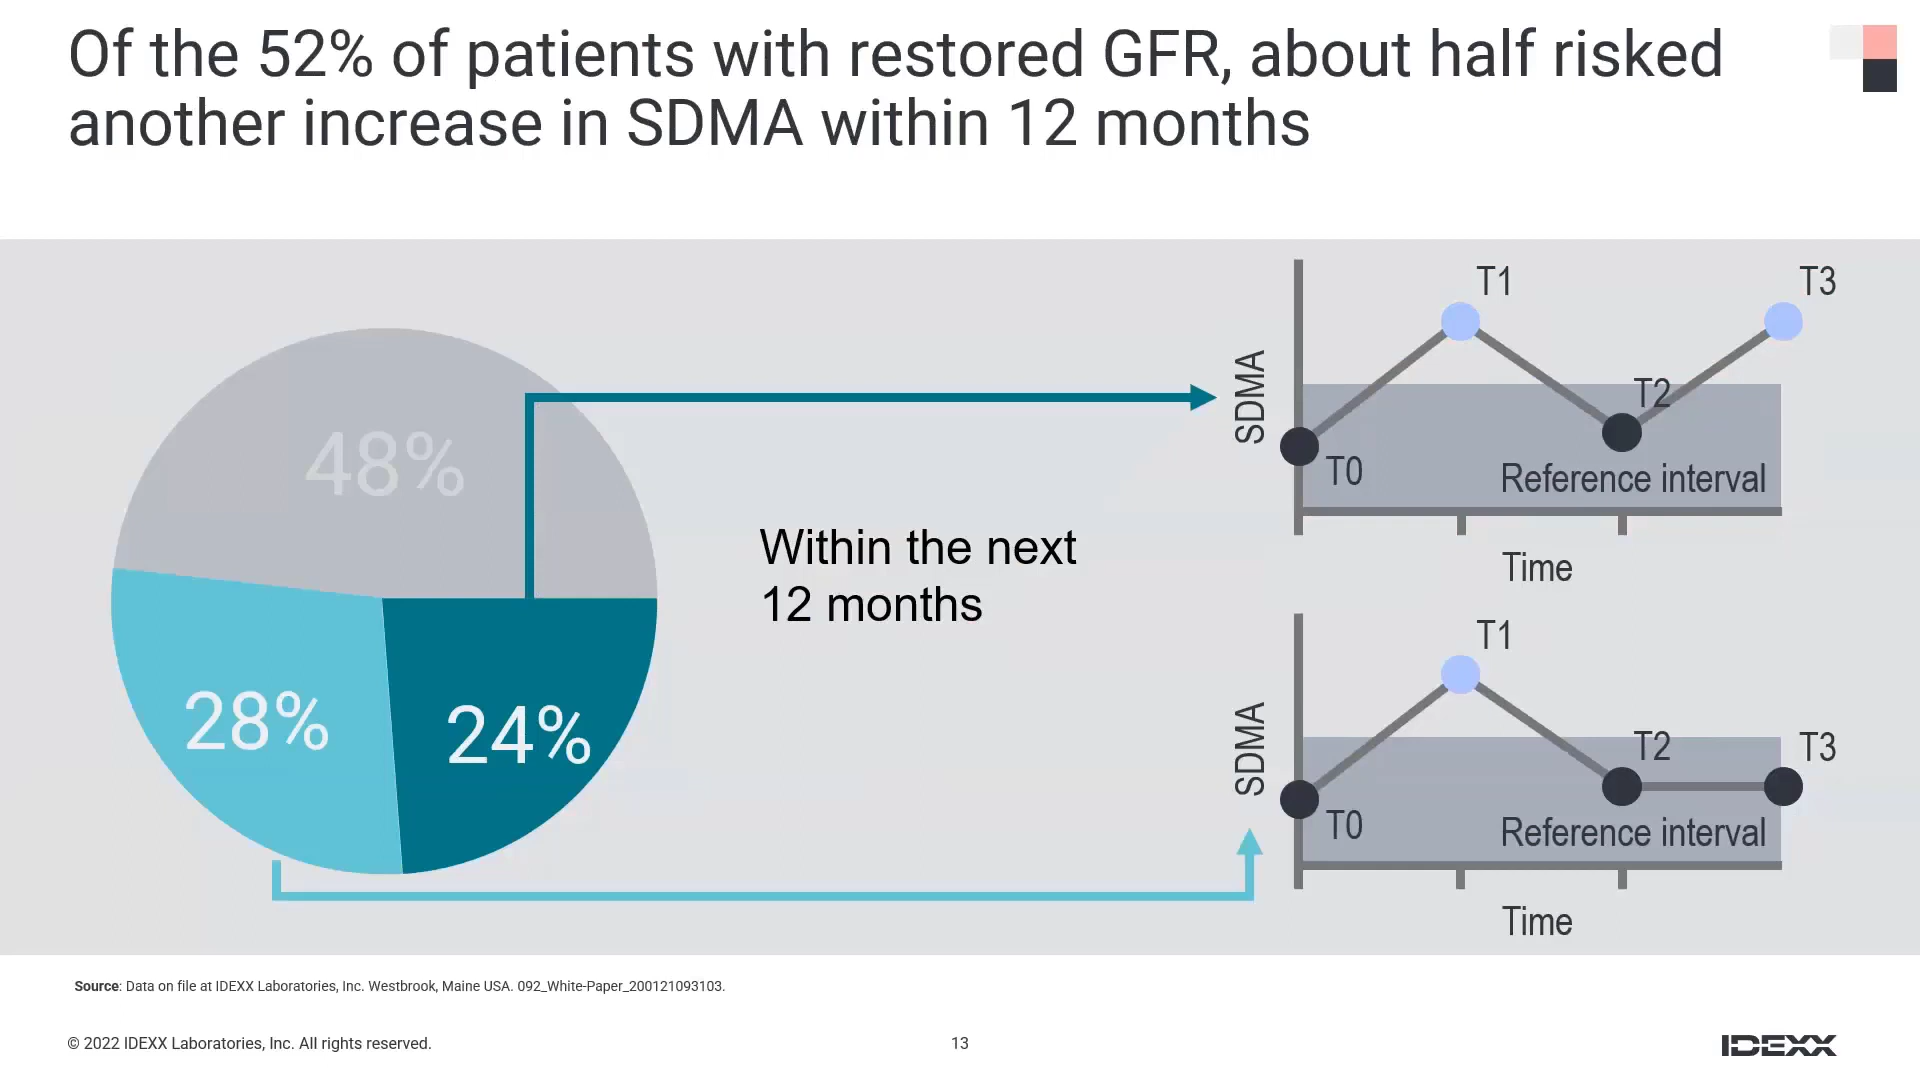 Of the 52% of patients with restored GFR, about half risked
another increase in SDMA within 12 months
48%
28%
24%
Within the next
12 months
SDMA
T0
T1
T2
T3
Reference interval
Time
SDMA
T0
T1
T2
T3
Reference interval
Time
Source: Data on file at IDEXX Laboratories, Inc. Westbrook, Maine USA. 092_White-Paper_200121093103.
© 2022 IDEXX Laboratories, Inc. All rights reserved.
13
IDEXX